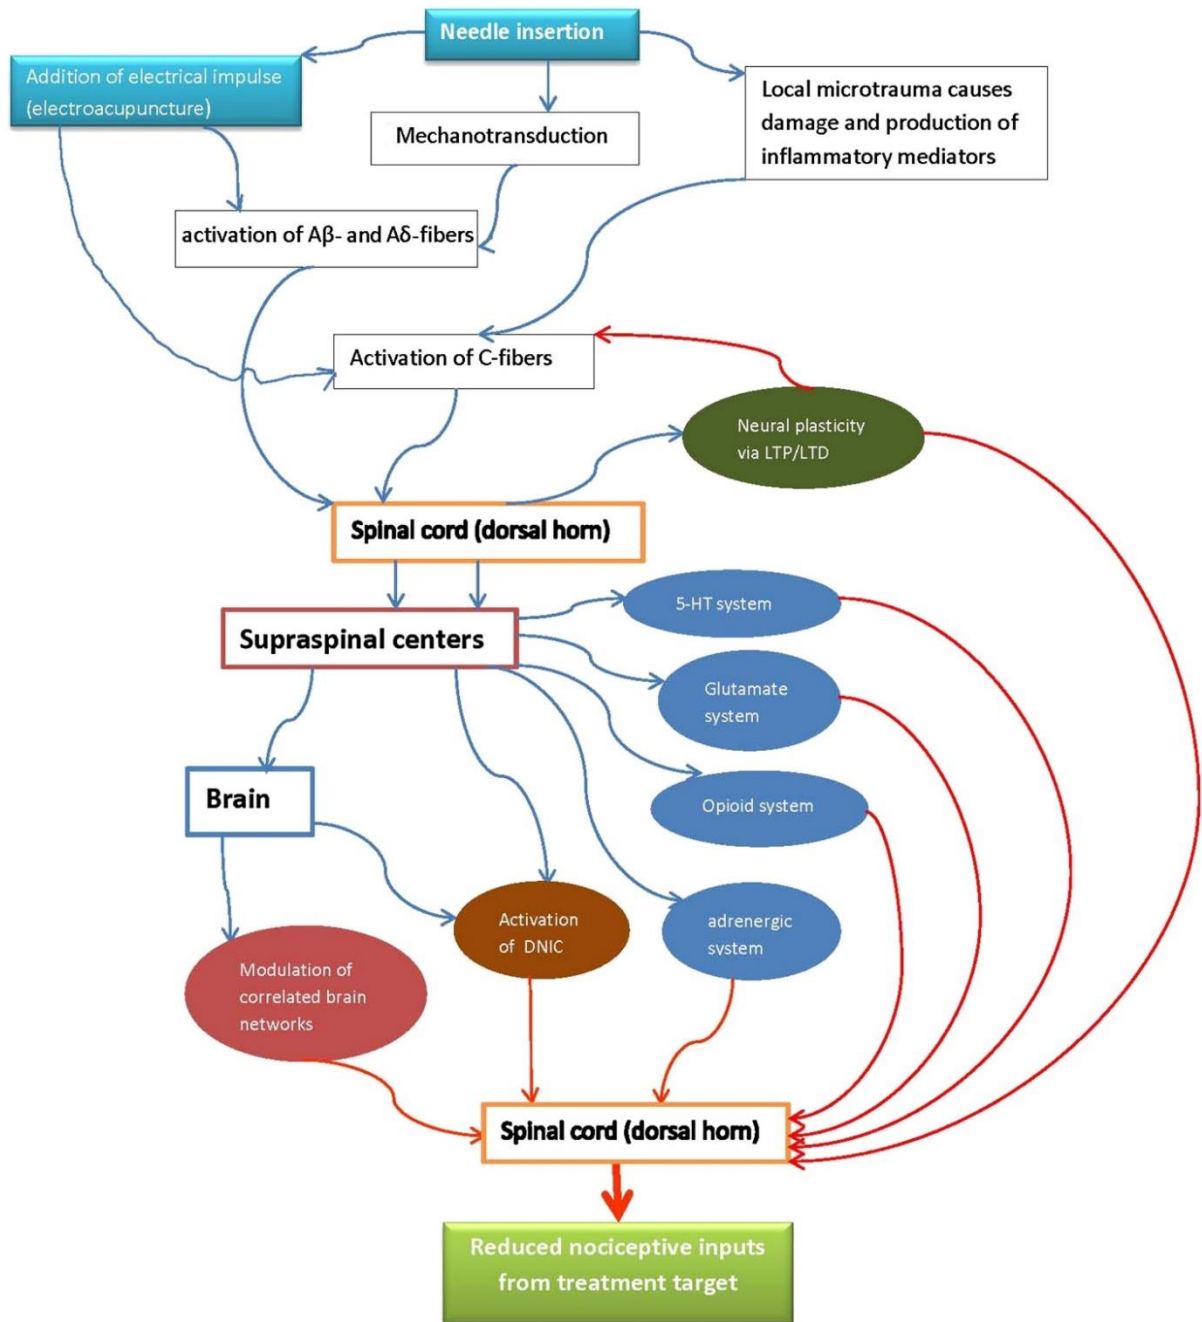 Needle insertion
Addition of electrical impulse
(electroacupuncture)
Mechanotransduction
Local microtrauma causes
damage and production of
inflammatory mediators
activation of Aβ- and Aδ-fibers
Activation of C-fibers
Neural plasticity
via LTP/LTD
Spinal cord (dorsal horn)
Supraspinal centers
5-HT system
Glutamate
system
Opioid system
Brain
Activation
of DNIC
adrenergic
system
Modulation of
correlated brain
networks
Spinal cord (dorsal horn)
Reduced nociceptive inputs
from treatment target